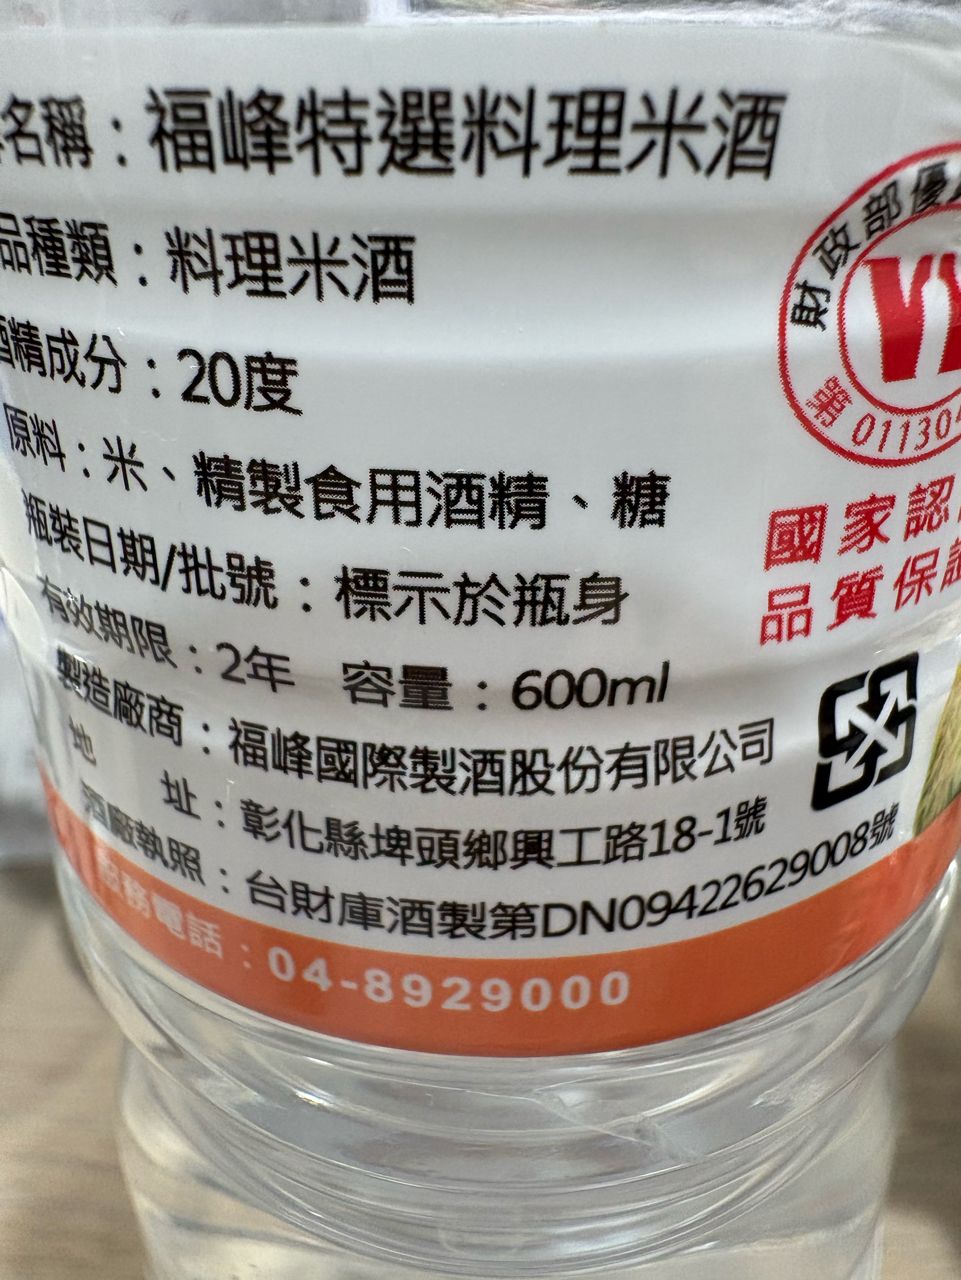 名稱：福峰特選料理米酒
品種類：料理米酒
酒精成分：20度
原料：米、精製食用酒精、糖
瓶裝日期/批號：標示於瓶身
有效期限：2年 容量：600ml
製造廠商：福峰國際製酒股份有限公司
地址：彰化縣埤頭鄉興工路18-1號
酒廠執照：台財庫酒製第DN09422629008號
服務電話：04-8929000
財政部優
W
01130
國家認
品質保證